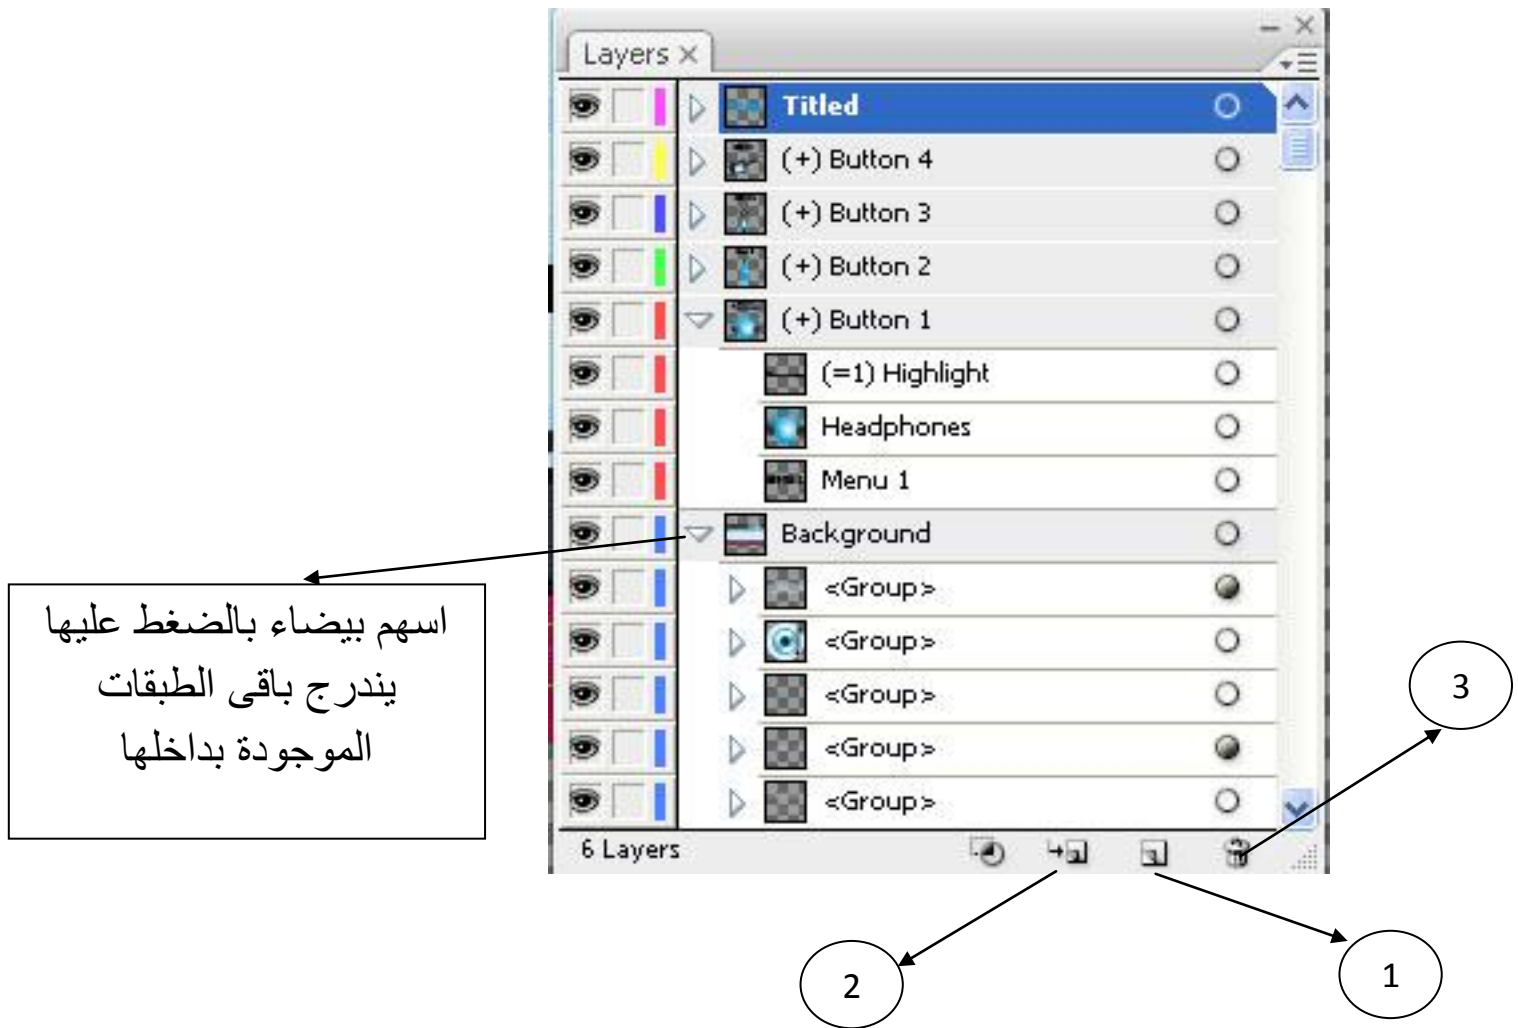 Layers
Titled
(+) Button 4
(+) Button 3
(+) Button 2
(+) Button 1
(=1) Highlight
Headphones
Menu 1
Background
<Group>
<Group>
<Group>
<Group>
<Group>
6 Layers
اسهم بيضاء بالضغط عليها
يندرج باقى الطبقات
الموجودة بداخلها
3
2
1